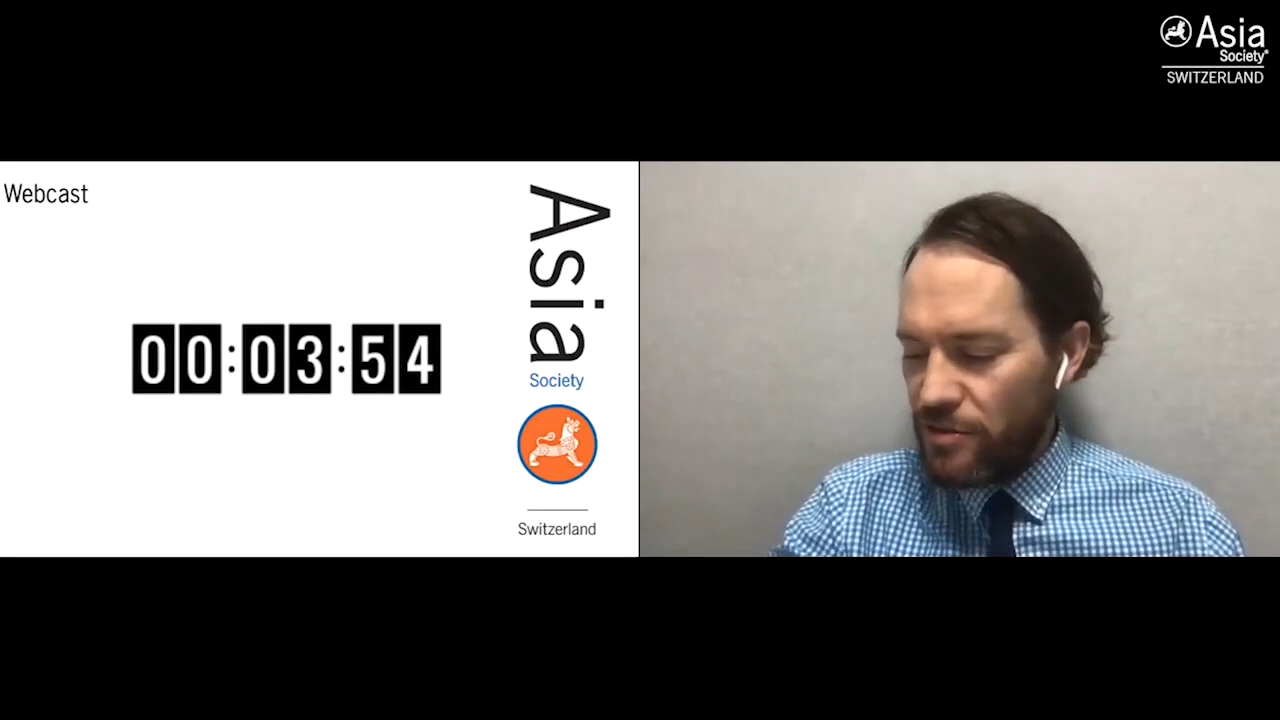 Asia
Society
SWITZERLAND
Webcast
00:03:54
Asia
Society
Switzerland